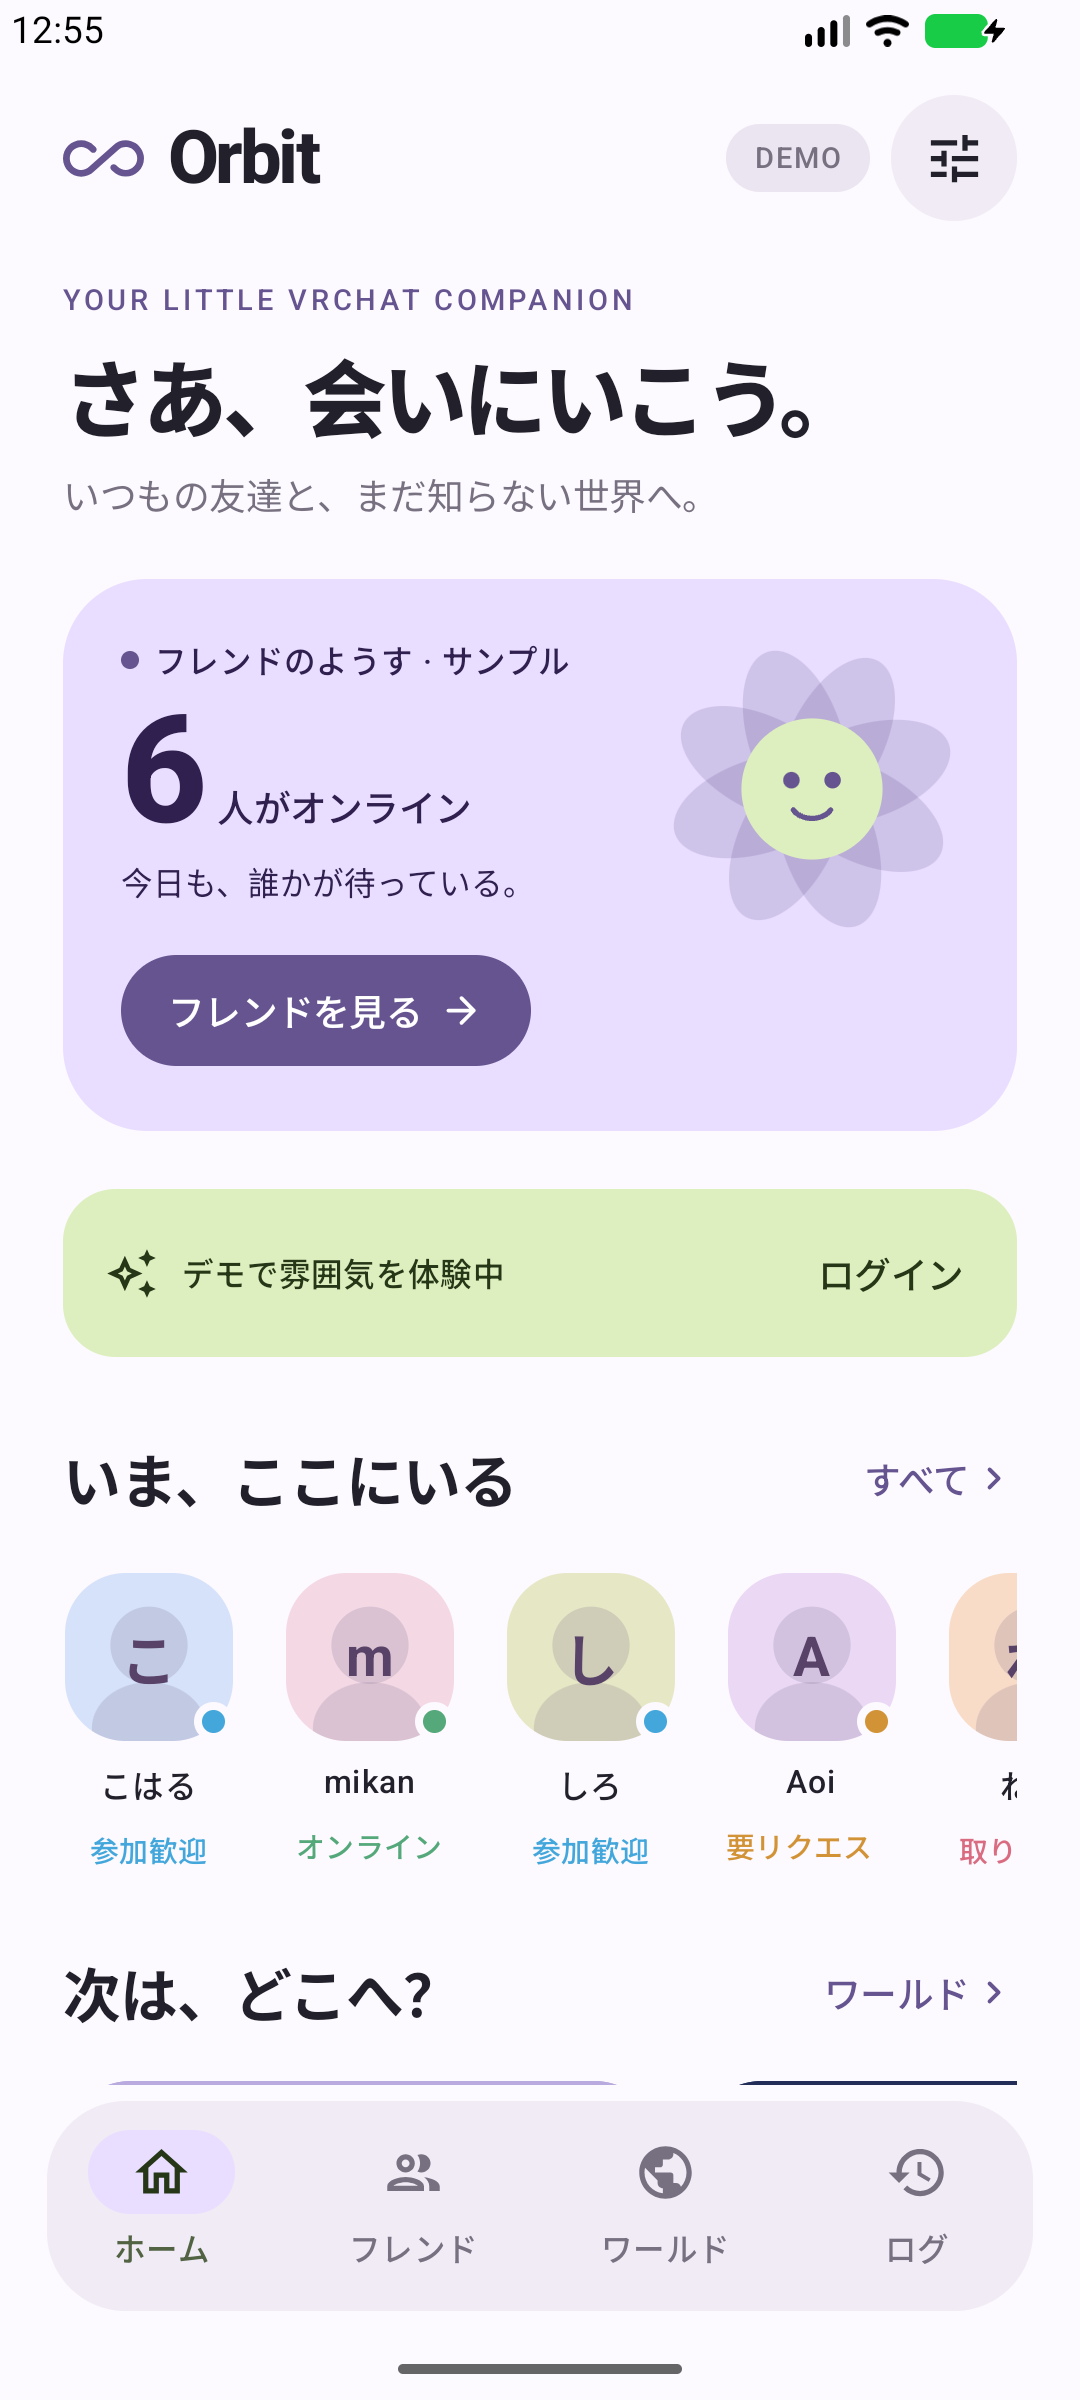 12:55
Orbit
DEMO
YOUR LITTLE VRCHAT COMPANION
さあ、会いにいこう。
いつもの友達と、まだ知らない世界へ。
フレンドのようす · サンプル
6 人がオンライン
今日も、誰かが待っている。
フレンドを見る
デモで雰囲気を体験中
ログイン
いま、ここにいる
すべて
こ
m
し
A
こはる
mikan
しろ
Aoi
参加歓迎
オンライン
参加歓迎
要リクエス
取り
次は、どこへ?
ワールド
ホーム
フレンド
ワールド
ログ